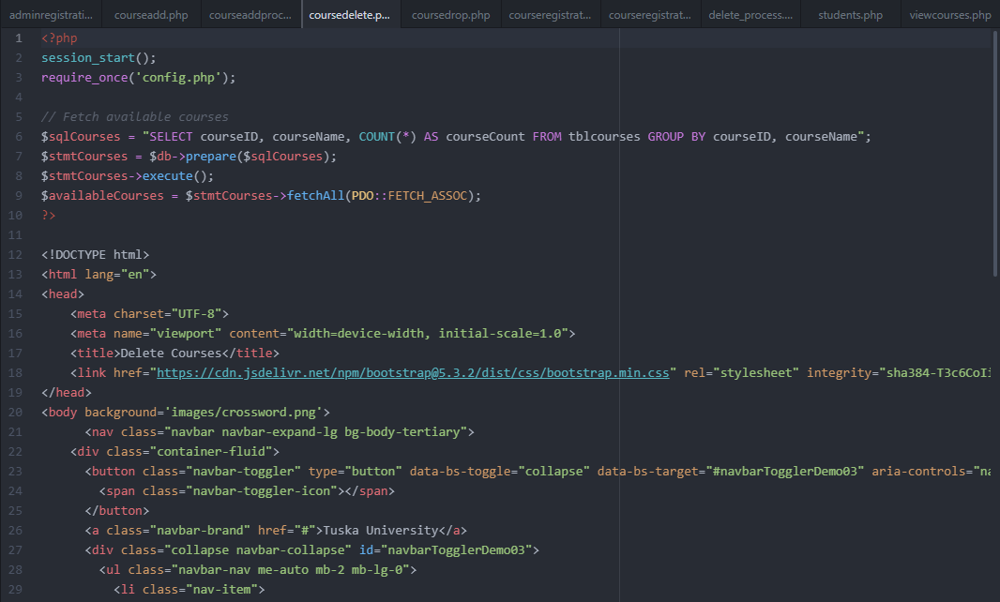 adminregistrati... courseadd.php courseaddproc... coursedelete.p... coursedrop.php courseregistrat... courseregistrat... delete_process.... students.php viewcourses.php
1 <?php
2 session_start();
3 require_once('config.php');
4
5 // Fetch available courses
6 $sqlCourses = "SELECT courseID, courseName, COUNT(*) AS courseCount FROM tblcourses GROUP BY courseID, courseName";
7 $stmtCourses = $db->prepare($sqlCourses);
8 $stmtCourses->execute();
9 $availableCourses = $stmtCourses->fetchAll(PDO::FETCH_ASSOC);
10 ?>
11
12 <!DOCTYPE html>
13 <html lang="en">
14 <head>
15     <meta charset="UTF-8">
16     <meta name="viewport" content="width=device-width, initial-scale=1.0">
17     <title>Delete Courses</title>
18     <link href="https://cdn.jsdelivr.net/npm/bootstrap@5.3.2/dist/css/bootstrap.min.css" rel="stylesheet" integrity="sha384-T3c6CoIi
19 </head>
20 <body background='images/crossword.png'>
21       <nav class="navbar navbar-expand-lg bg-body-tertiary">
22     <div class="container-fluid">
23       <button class="navbar-toggler" type="button" data-bs-toggle="collapse" data-bs-target="#navbarTogglerDemo03" aria-controls="na
24         <span class="navbar-toggler-icon"></span>
25       </button>
26       <a class="navbar-brand" href="#">Tuska University</a>
27       <div class="collapse navbar-collapse" id="navbarTogglerDemo03">
28         <ul class="navbar-nav me-auto mb-2 mb-lg-0">
29           <li class="nav-item">